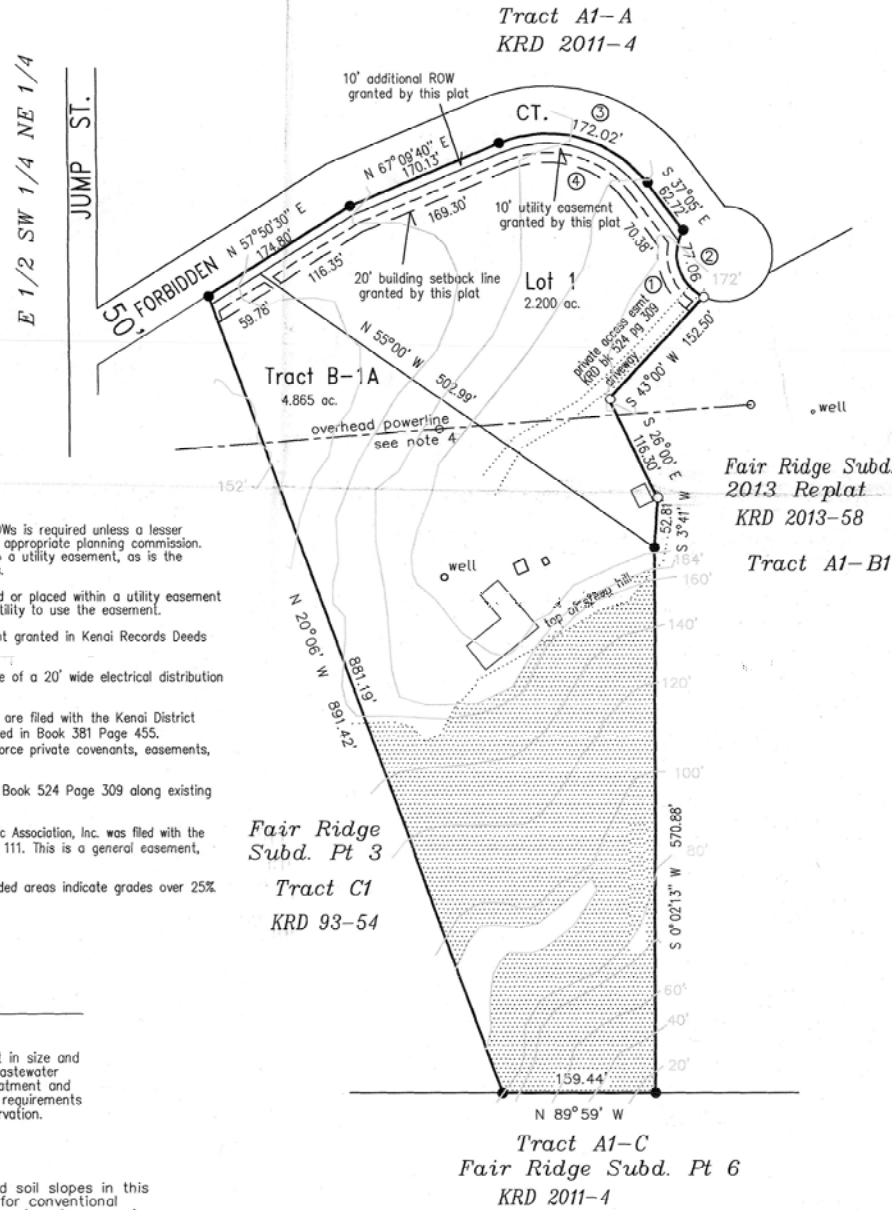 Tract A1-A
KRD 2011-4
E 1/2 SW 1/4 NE 1/4
JUMP ST.
10' additional ROW
granted by this plat
CT.
③
172.02'
N 67°09'40" E
170.13'
④
S 37°05' E
62.72'
10' utility easement
granted by this plat
N 57°50'30" E
174.80'
169.30'
70.38'
②
77.06
172'
FORBIDDEN
50'
116.35'
20' building setback line
granted by this plat
Lot 1
2.200 ac.
①
59.78'
private access esmt
KRD bk 524 pg 309
driveway
152.50'
S 43°00' W
N 55°00' W
502.99'
Tract B-1A
4.865 ac.
overhead powerline
see note 4
well
S 26°00' E
116.30'
Fair Ridge Subd.
2013 Replat
KRD 2013-58
Tract A1-B1
152'
52.81
S 3°41' W
164'
160'
well
top of steep hill
140'
120'
100'
80'
60'
40'
20'
OWs is required unless a lesser
appropriate planning commission.
a utility easement, as is the
d or placed within a utility easement
tility to use the easement.
nt granted in Kenai Records Deeds
e of a 20' wide electrical distribution
are filed with the Kenai District
ed in Book 381 Page 455.
orce private covenants, easements,
Book 524 Page 309 along existing
c Association, Inc. was filed with the
111. This is a general easement,
ded areas indicate grades over 25%.
N 20°06' W
881.19'
891.42'
Fair Ridge
Subd. Pt 3
Tract C1
KRD 93-54
S 0°02'13" W 570.88'
t in size and
astewater
atment and
requirements
rvation.
159.44'
N 89°59' W
Tract A1-C
Fair Ridge Subd. Pt 6
KRD 2011-4
d soil slopes in this
for conventional